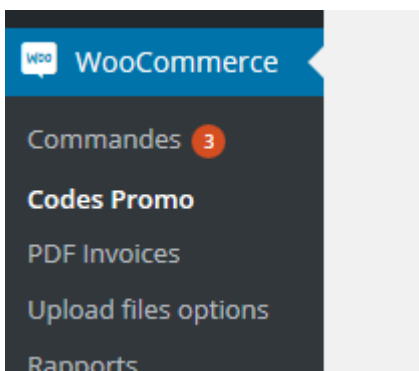 Woo WooCommerce
Commandes 3
Codes Promo
PDF Invoices
Upload files options
Rapports